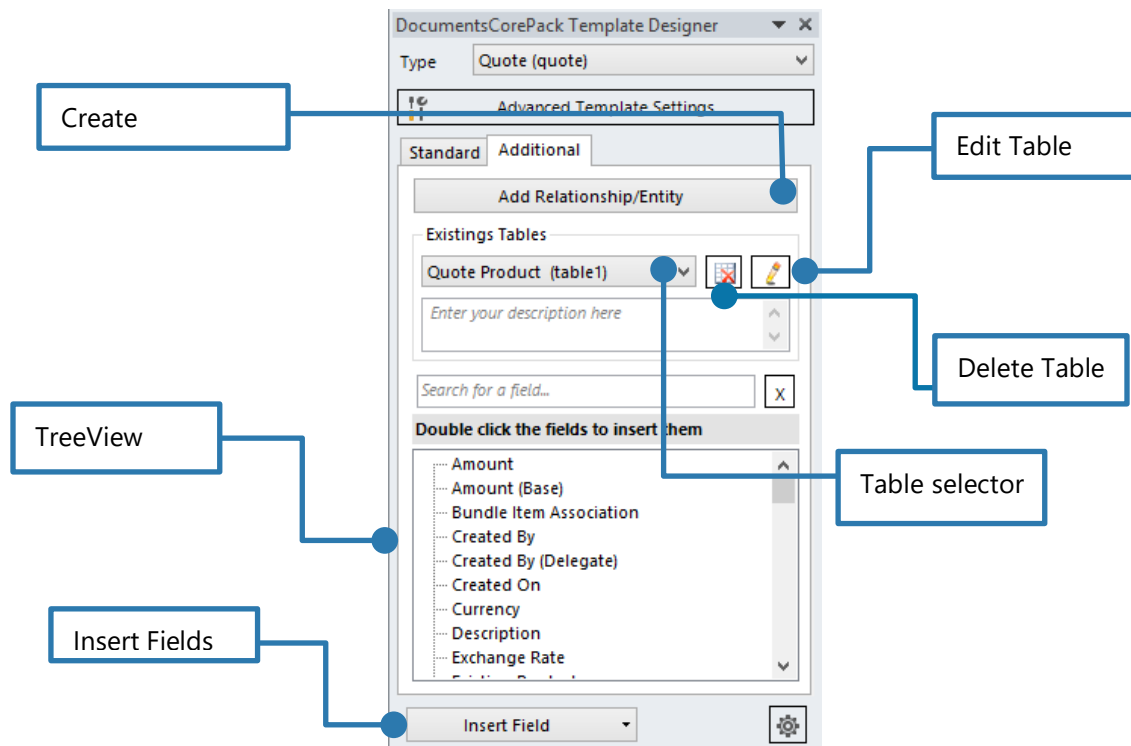 DocumentsCorePack Template Designer
Type Quote (quote)
Advanced Template Settings
Create
Standard Additional
Edit Table
Add Relationship/Entity
Existings Tables
Quote Product (table1)
Enter your description here
Delete Table
Search for a field...
x
Double click the fields to insert them
TreeView
Amount
Amount (Base)
Table selector
Bundle Item Association
Created By
Created By (Delegate)
Created On
Currency
Description
Insert Fields
Exchange Rate
Insert Field